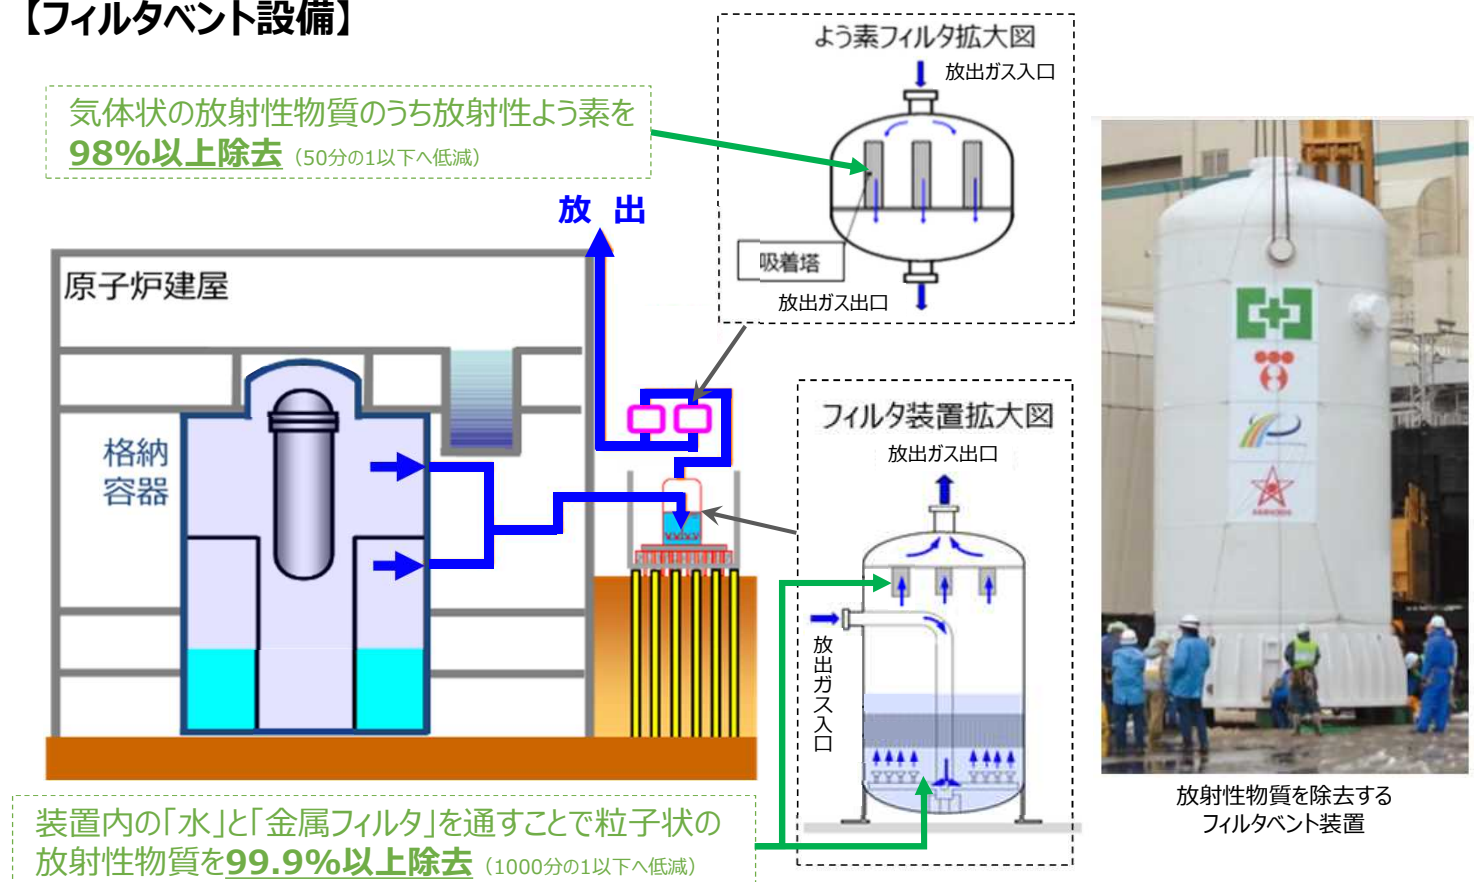 【フィルタベント設備】
気体状の放射性物質のうち放射性よう素を
98%以上除去（50分の1以下へ低減）
放 出
よう素フィルタ拡大図
放出ガス入口
吸着塔
放出ガス出口
原子炉建屋
格納
容器
フィルタ装置拡大図
放出ガス出口
放出ガス入口
装置内の「水」と「金属フィルタ」を通すことで粒子状の
放射性物質を99.9%以上除去（1000分の1以下へ低減）
放射性物質を除去する
フィルタベント装置